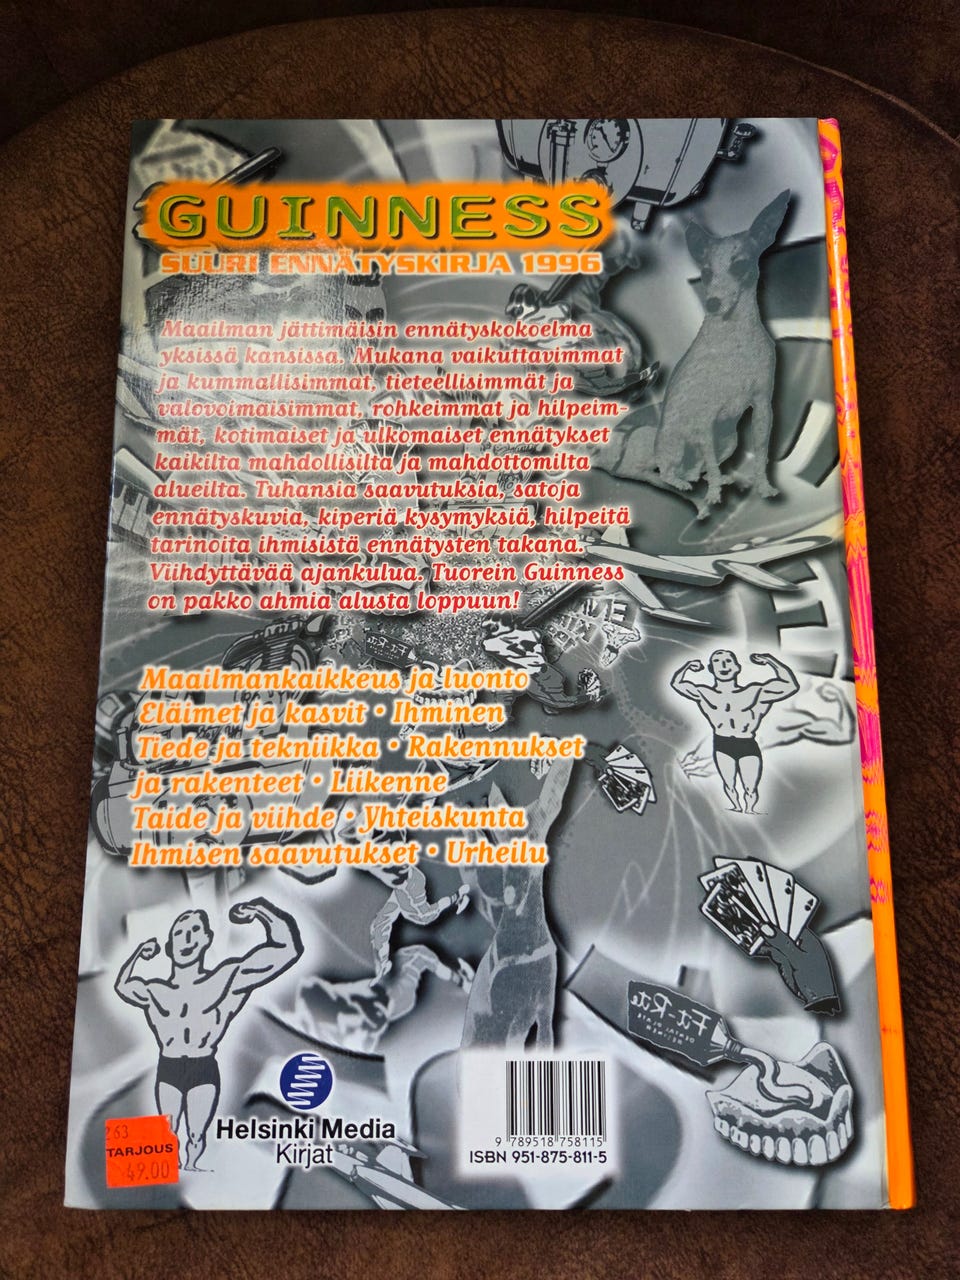 GUINNESS
SUURI ENNÄTYSKIRJA 1996
Maailman jättimäisin ennätyskokoelma
yksissä kansissa. Mukana vaikuttavimmat
ja kummallisimmat, tieteellisimmät ja
valovoimaisimmat, rohkeimmat ja hilpeim-
mät, kotimaiset ja ulkomaiset ennätykset
kaikilta mahdollisilta ja mahdottomilta
alueilta. Tuhansia saavutuksia, satoja
ennätyskuvia, kiperiä kysymyksiä, hilpeitä
tarinoita ihmisistä ennätysten takana.
Viihdyttävää ajankulua. Tuorein Guinness
on pakko ahmia alusta loppuun!
Fit-Rite
Maailmankaikkeus ja luonto
Eläimet ja kasvit • Ihminen
Tiede ja tekniikka • Rakennukset
ja rakenteet • Liikenne
Taide ja viihde • Yhteiskunta
Ihmisen saavutukset • Urheilu
Fit-Rite
Helsinki Media
Kirjat
263
TARJOUS
49.00
9 789518 758115
ISBN 951-875-811-5